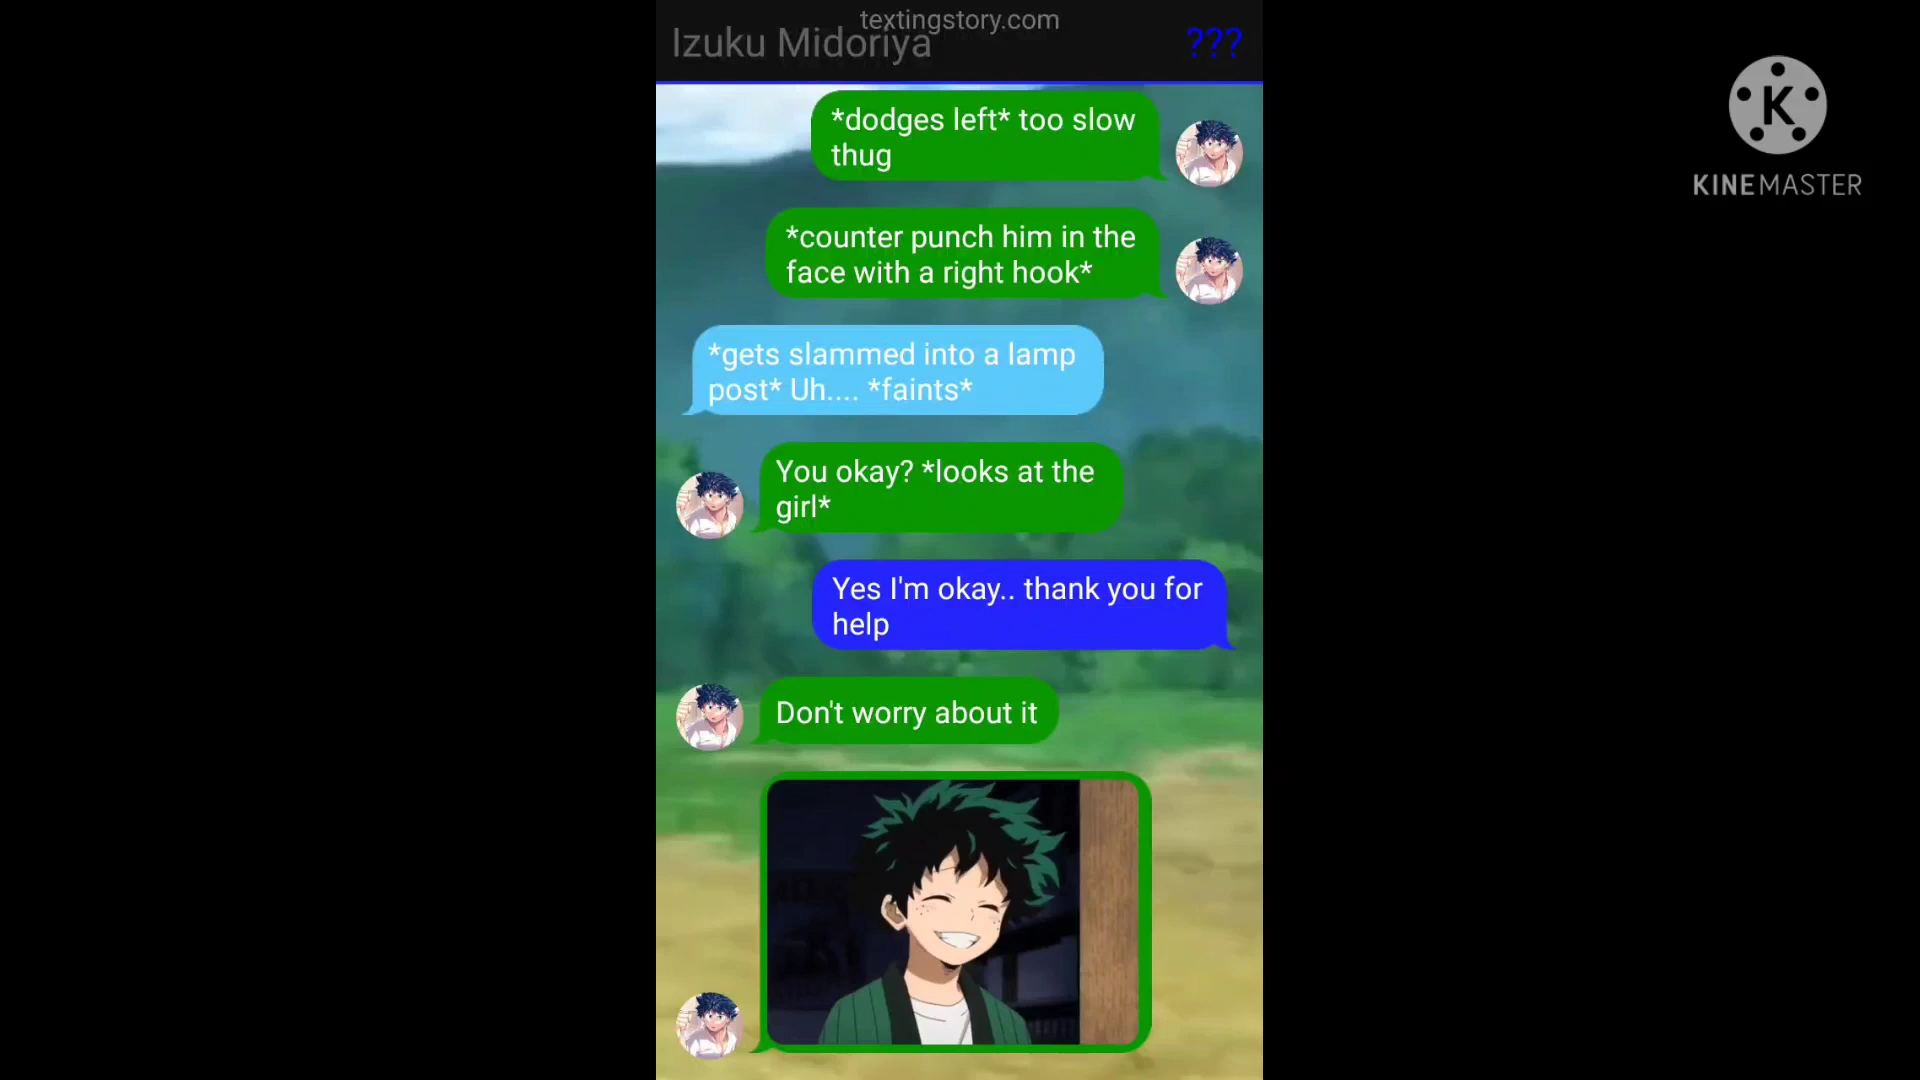 textingstory.com
Izuku Midoriya
???
*dodges left* too slow
thug
*counter punch him in the
face with a right hook*
*gets slammed into a lamp
post* Uh.... *faints*
You okay? *looks at the
girl*
Yes I'm okay.. thank you for
help
Don't worry about it
K
KINEMASTER